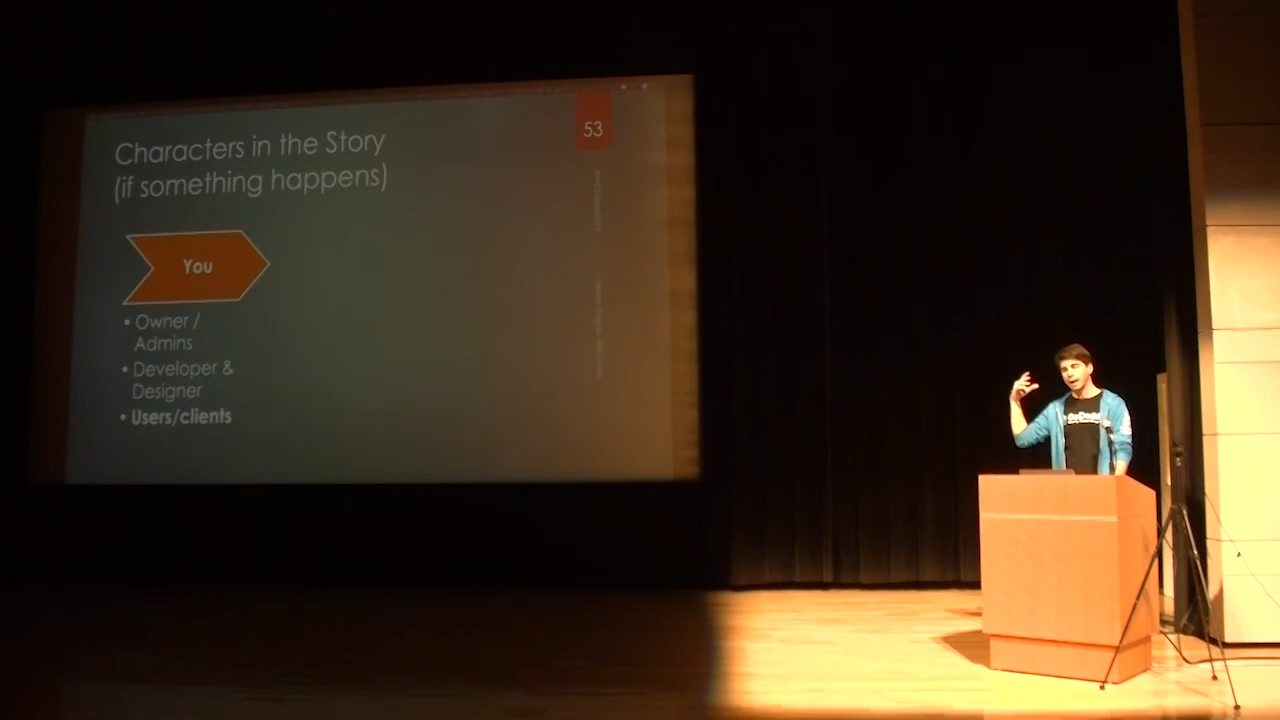 53
Characters in the Story
(if something happens)
You
• Owner /
Admins
• Developer &
Designer
• Users/clients